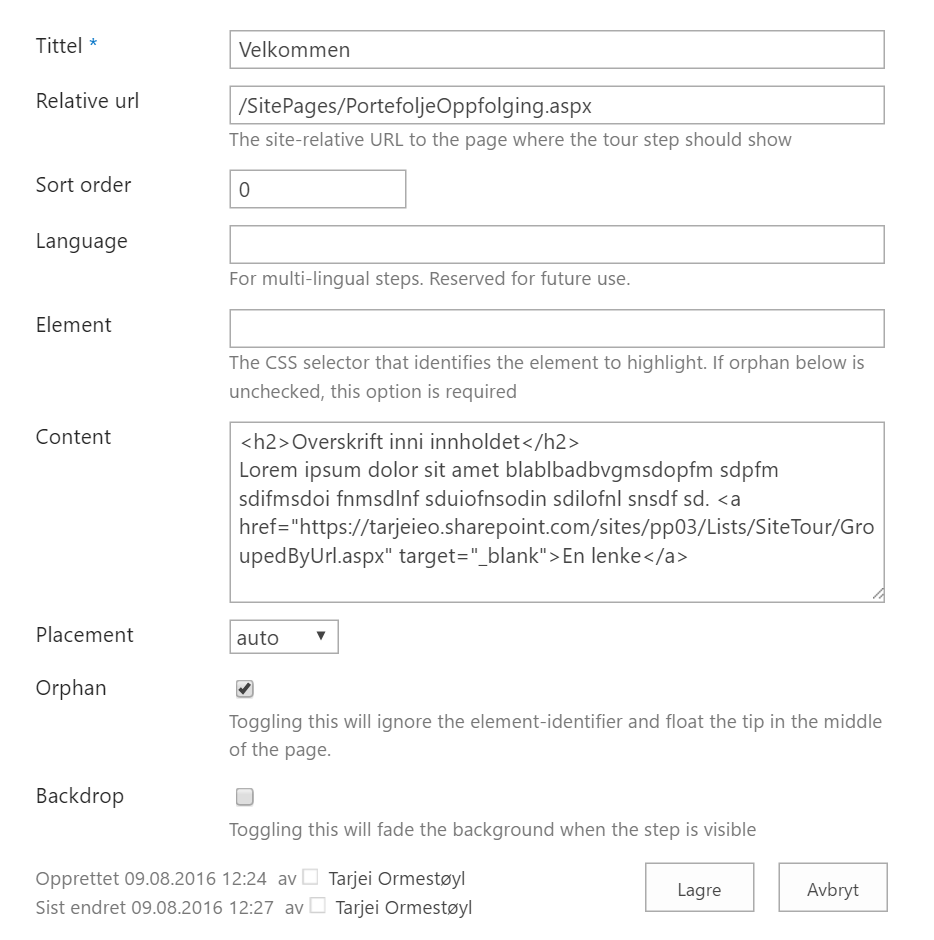 Tittel *
Velkommen
Relative url
/SitePages/PortefoljeOppfolging.aspx
The site-relative URL to the page where the tour step should show
Sort order
0
Language
For multi-lingual steps. Reserved for future use.
Element
The CSS selector that identifies the element to highlight. If orphan below is
unchecked, this option is required
Content
<h2>Overskrift inni innholdet</h2>
Lorem ipsum dolor sit amet blablbadbvgmsdopfm sdpfm
sdifmsdoi fnmsdlnf sduiofnsodin sdilofnl snsdf sd. <a
href="https://tarjeieo.sharepoint.com/sites/pp03/Lists/SiteTour/Gro
upedByUrl.aspx" target="_blank">En lenke</a>
Placement
auto
Orphan
Toggling this will ignore the element-identifier and float the tip in the middle
of the page.
Backdrop
Toggling this will fade the background when the step is visible
Opprettet 09.08.2016 12:24 av Tarjei Ormestøyl
Sist endret 09.08.2016 12:27 av Tarjei Ormestøyl
Lagre
Avbryt